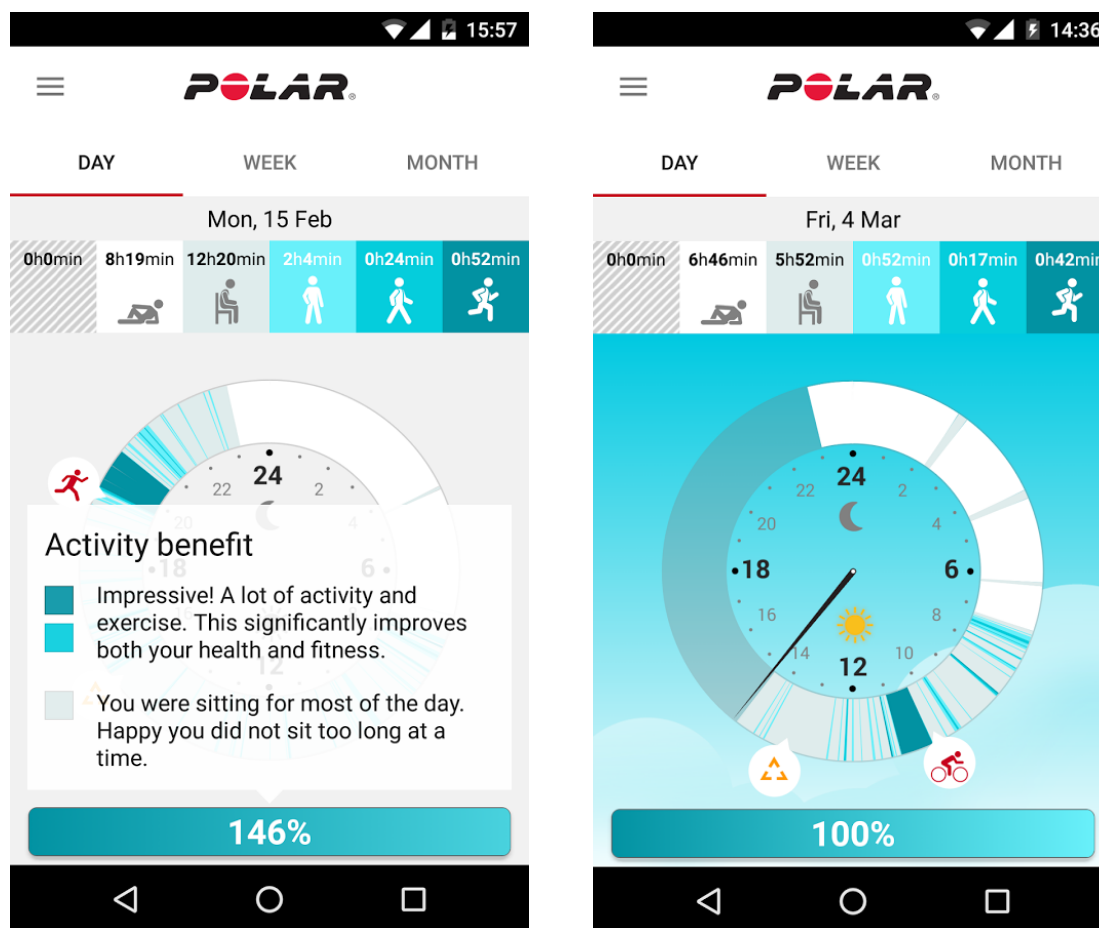 15:57
POLAR®
DAY WEEK MONTH
Mon, 15 Feb
0h0min 8h19min 12h20min 2h4min 0h24min 0h52min
24
22 2
20 4
18 6
Activity benefit
Impressive! A lot of activity and
exercise. This significantly improves
both your health and fitness.
12
You were sitting for most of the day.
Happy you did not sit too long at a
time.
146%
14:36
POLAR®
DAY WEEK MONTH
Fri, 4 Mar
0h0min 6h46min 5h52min 0h52min 0h17min 0h42min
24
22 2
20 4
18 6
16 8
14 10
12
100%